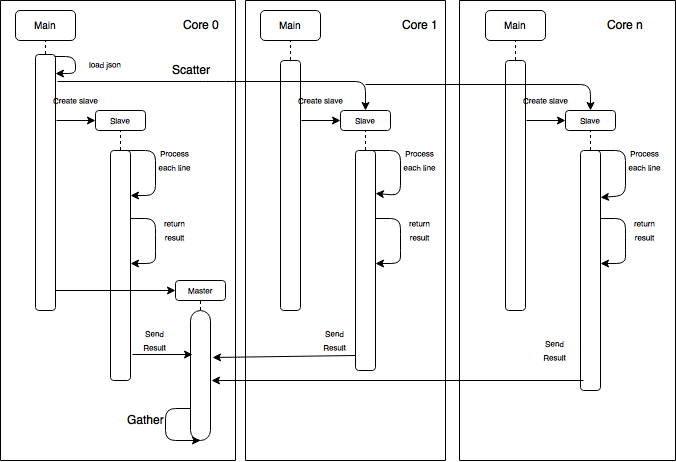 Main
Core 0
Main
Core 1
Main
Core n
load json
Scatter
Create slave
Create slave
Create slave
Slave
Slave
Slave
Process
each line
Process
each line
Process
each line
return
result
return
result
return
result
Master
Send
Result
Send
Result
Send
Result
Gather